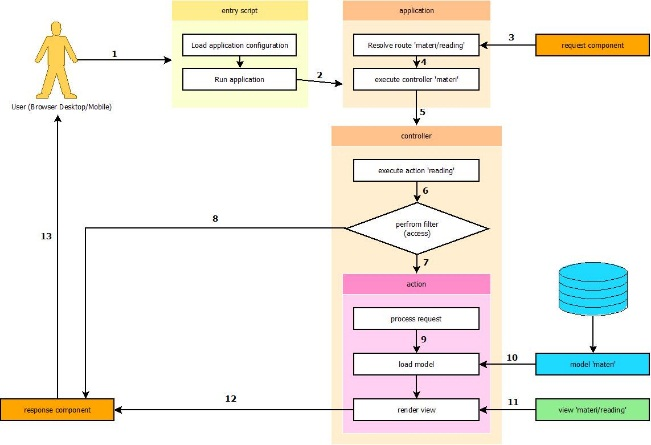 entry script
application
Load application configuration
Resolve route 'materi/reading'
3
request component
1
4
2
Run application
execute controller 'materi'
User (Browser Desktop/Mobile)
5
controller
execute action 'reading'
6
8
perfrom filter
(access)
13
7
action
process request
9
load model
10
model 'materi'
12
11
response component
render view
view 'materi/reading'